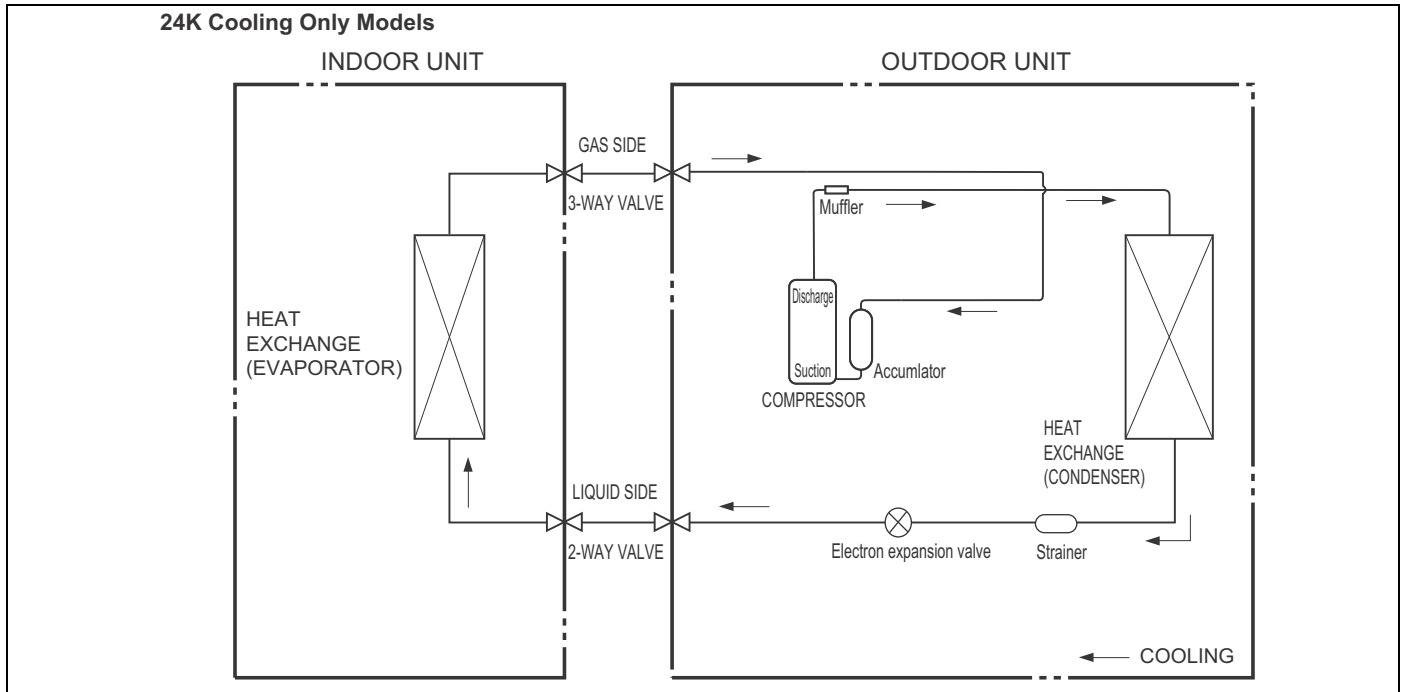 24K Cooling Only Models
INDOOR UNIT
OUTDOOR UNIT
GAS SIDE
3-WAY VALVE
Muffler
Discharge
Suction
Accumlator
COMPRESSOR
HEAT
EXCHANGE
(EVAPORATOR)
HEAT
EXCHANGE
(CONDENSER)
LIQUID SIDE
2-WAY VALVE
Electron expansion valve
Strainer
COOLING